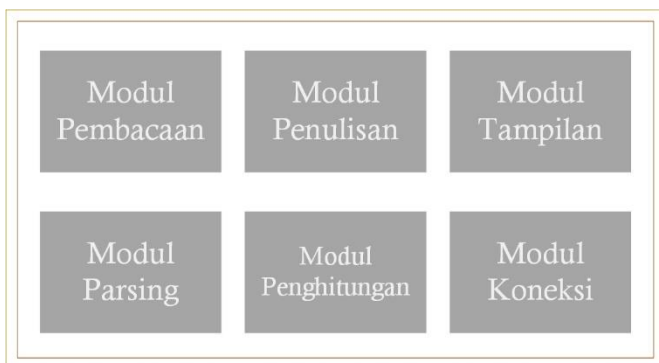 Modul
Pembacaan
Modul
Penulisan
Modul
Tampilan
Modul
Parsing
Modul
Penghitungan
Modul
Koneksi